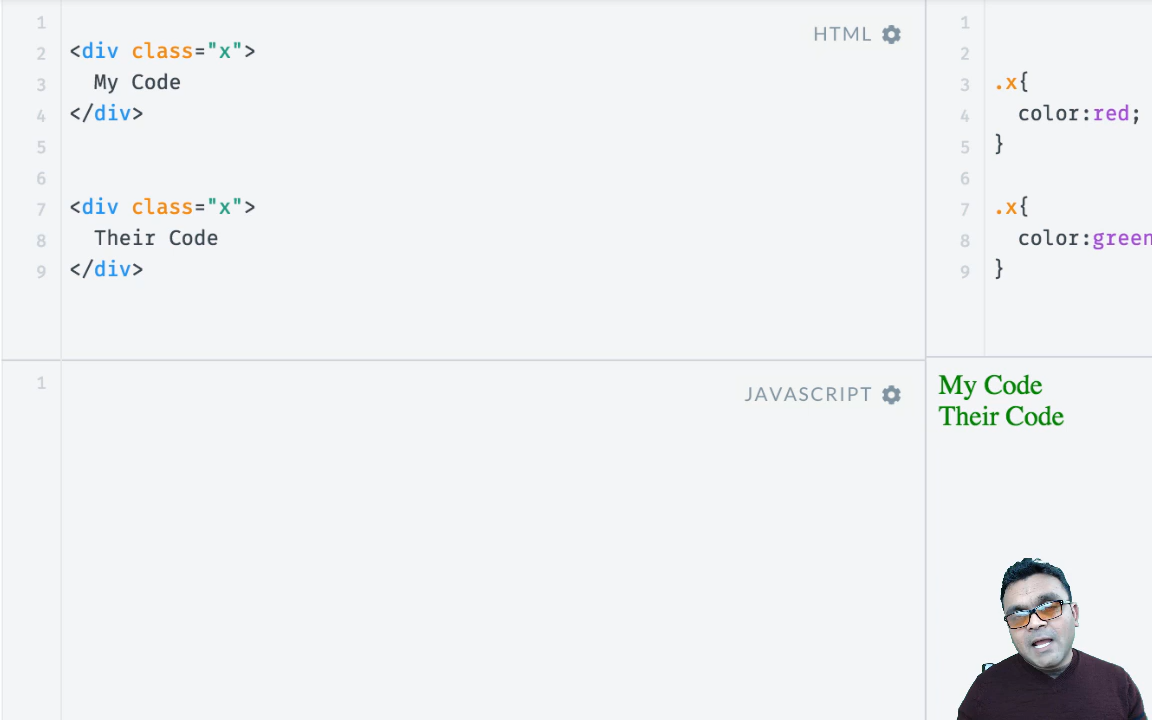 1
2 <div class="x">
3 My Code
4 </div>
5
6
7 <div class="x">
8 Their Code
9 </div>
HTML
1
2
3 .x{
4 color:red;
5 }
6
7 .x{
8 color:green
9 }
1
JAVASCRIPT
My Code
Their Code